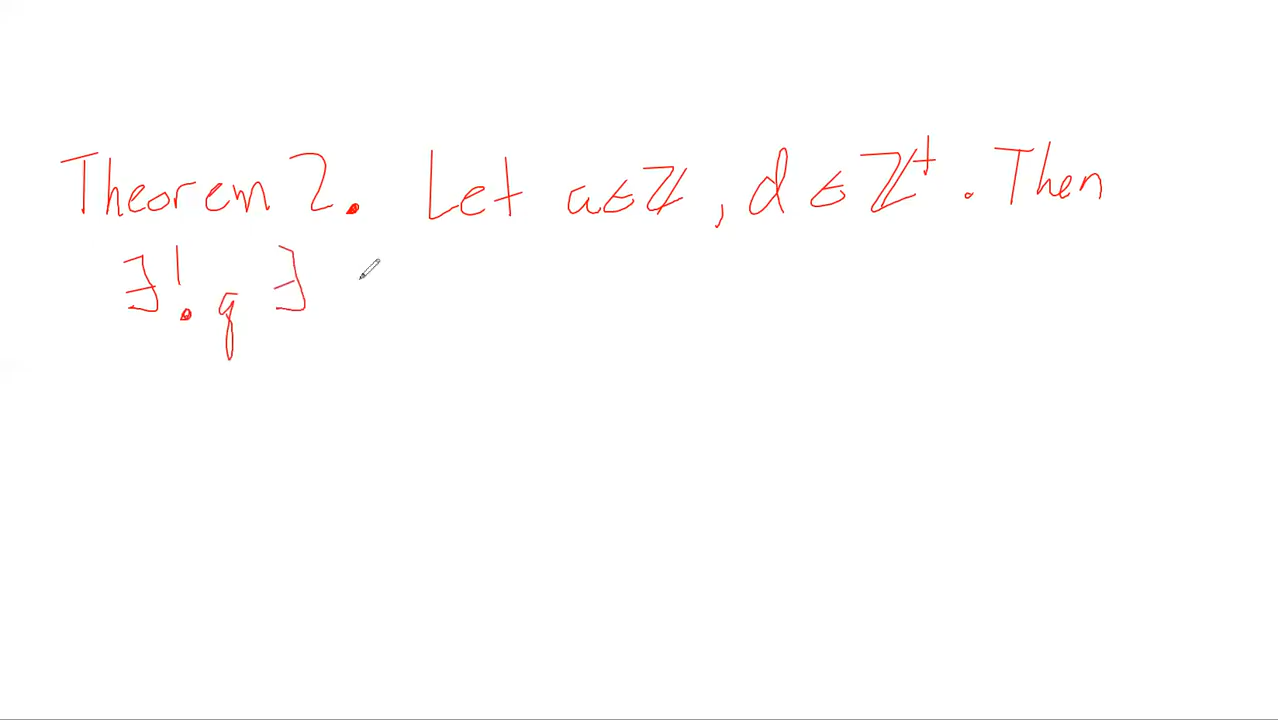 Theorem 2. Let a∈ℤ, d∈ℤ⁺. Then
∃! q ∃